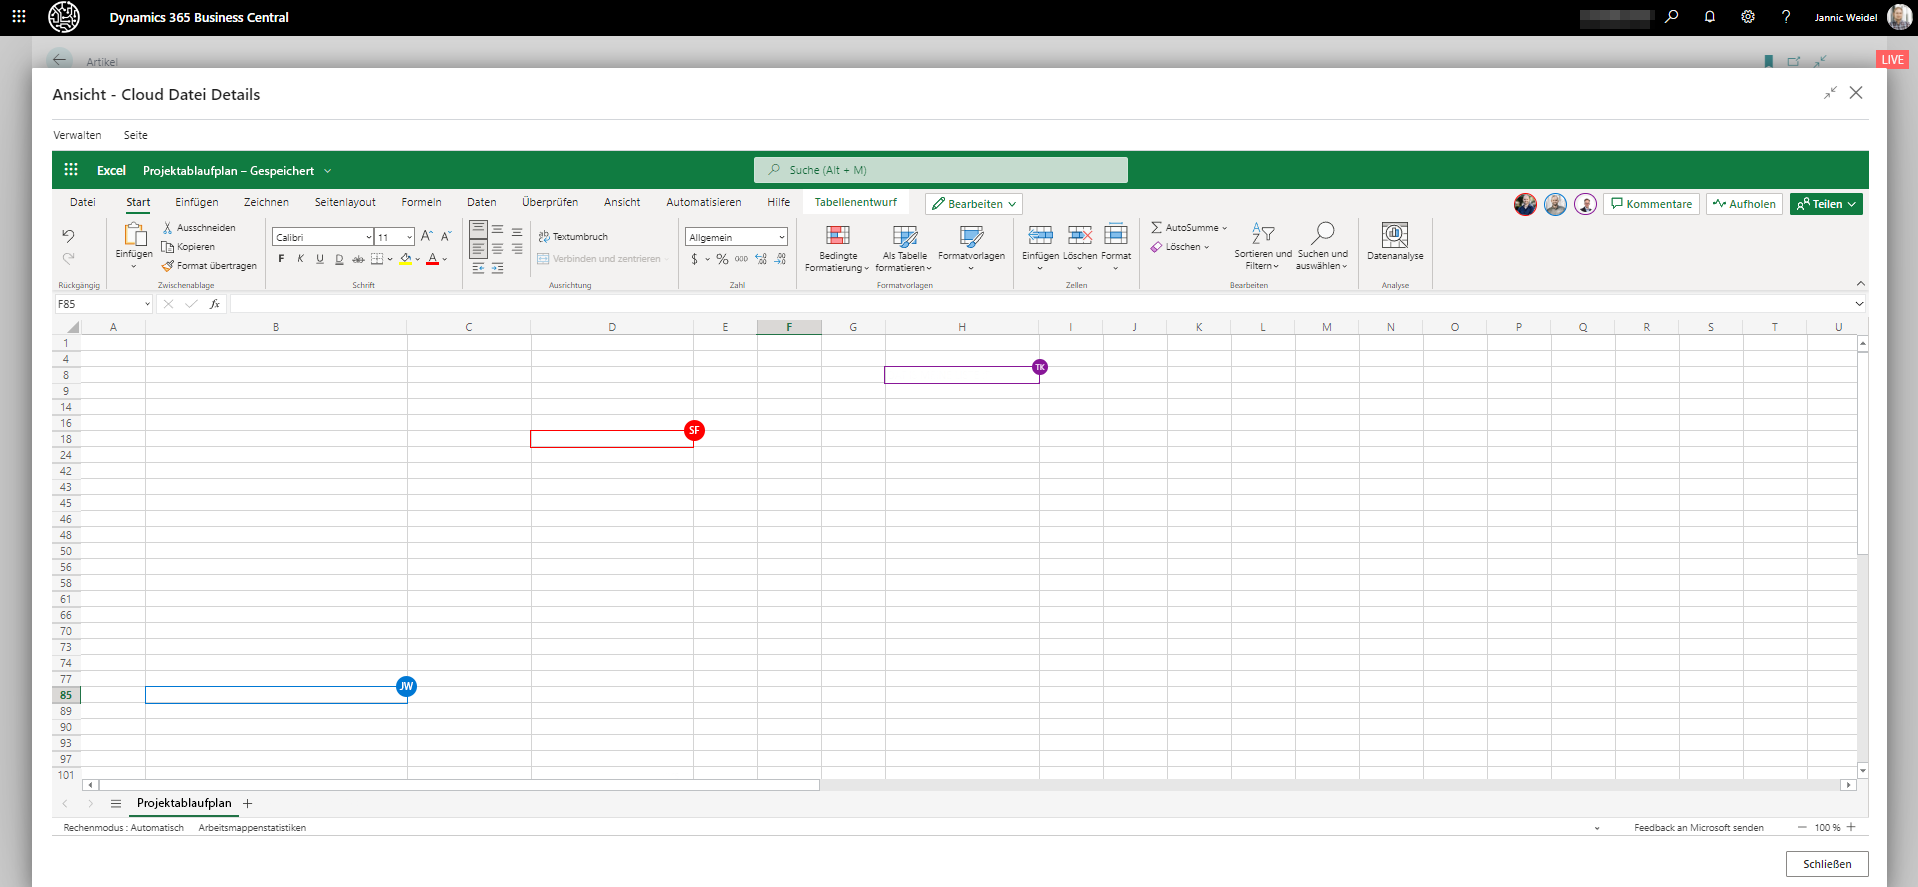 Dynamics 365 Business Central
Jannic Weidel
Artikel
LIVE
Ansicht - Cloud Datei Details
Verwalten Seite
Excel Projektablaufplan – Gespeichert Suche (Alt + M)
Datei Start Einfügen Zeichnen Seitenlayout Formeln Daten Überprüfen Ansicht Automatisieren Hilfe Tabellenentwurf Bearbeiten Kommentare Aufholen Teilen
Ausschneiden
Kopieren
Format übertragen
Einfügen
Calibri 11 A A
F K U D ab A
Textumbruch
Verbinden und zentrieren
Allgemein
$ % 000
Bedingte Formatierung
Als Tabelle formatieren
Formatvorlagen
Einfügen Löschen Format
AutoSumme
Löschen
Sortieren und Filtern
Suchen und auswählen
Datenanalyse
Rückgängig Zwischenablage Schrift Ausrichtung Zahl Formatvorlagen Zellen Bearbeiten Analyse
F85 fx
A B C D E F G H I J K L M N O P Q R S T U
1
4
8 TK
9
14
16
18 SF
24
42
43
45
46
48
50
56
58
61
66
70
73
74
77
85 JW
89
90
93
97
101
Projektablaufplan +
Rechenmodus : Automatisch Arbeitsmappenstatistiken Feedback an Microsoft senden — 100 % +
Schließen